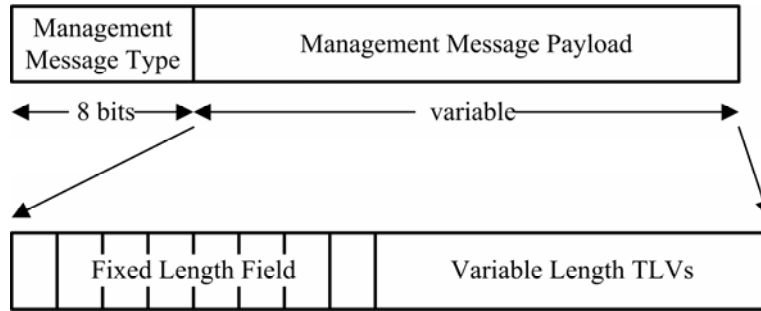 Management
Message Type
Management Message Payload
8 bits
variable
Fixed Length Field
Variable Length TLVs